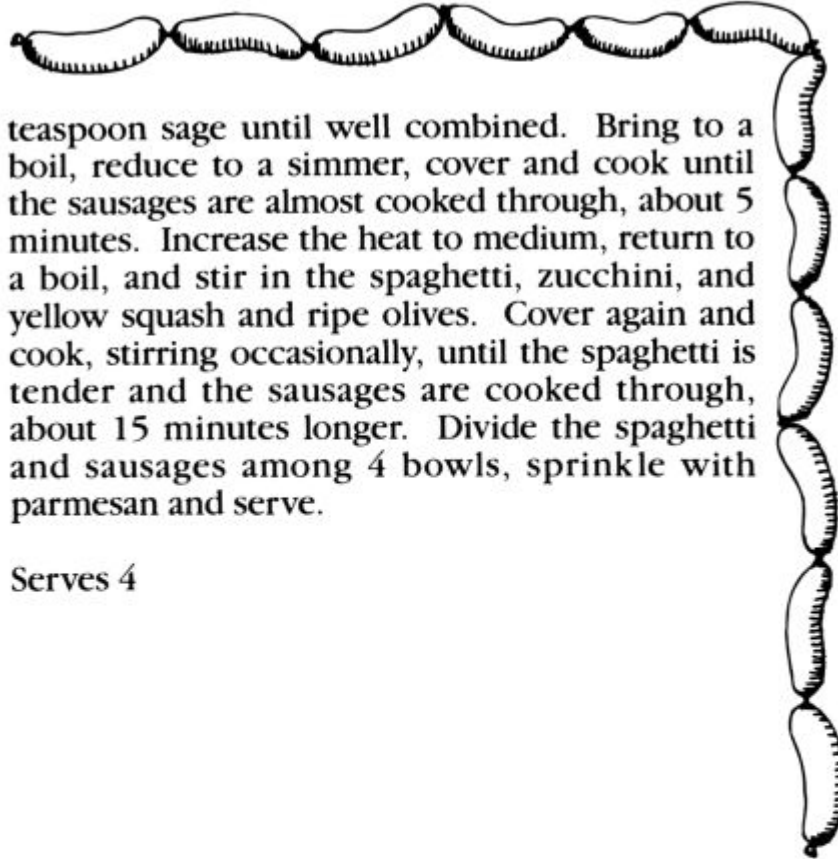 teaspoon sage until well combined. Bring to a
boil, reduce to a simmer, cover and cook until
the sausages are almost cooked through, about 5
minutes. Increase the heat to medium, return to
a boil, and stir in the spaghetti, zucchini, and
yellow squash and ripe olives. Cover again and
cook, stirring occasionally, until the spaghetti is
tender and the sausages are cooked through,
about 15 minutes longer. Divide the spaghetti
and sausages among 4 bowls, sprinkle with
parmesan and serve.
Serves 4